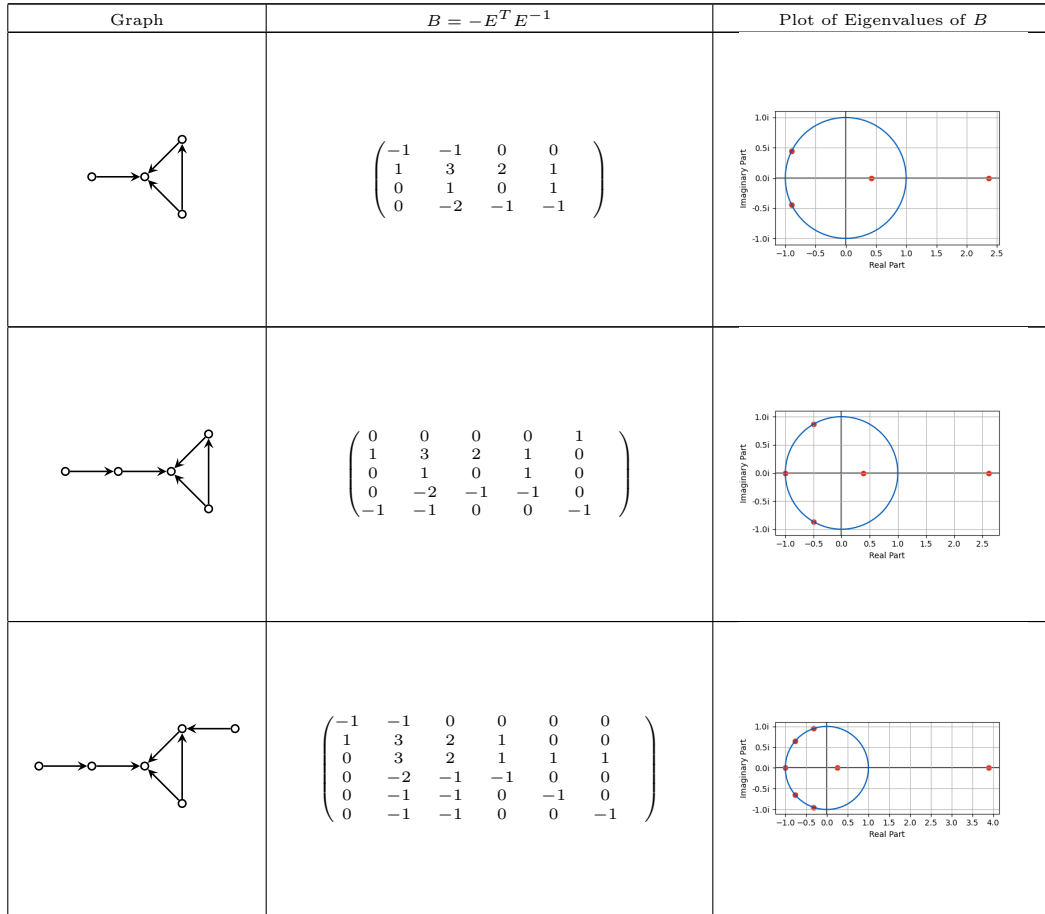 Graph
B = −E^T E^{−1}
Plot of Eigenvalues of B
−1 −1 0 0
1 3 2 1
0 1 0 1
0 −2 −1 −1
1.0i
0.5i
0.0i
-0.5i
-1.0i
Imaginary Part
−1.0 −0.5 0.0 0.5 1.0 1.5 2.0 2.5
Real Part
0 0 0 0 1
1 3 2 1 0
0 1 0 1 0
0 −2 −1 −1 0
−1 −1 0 0 −1
1.0i
0.5i
0.0i
-0.5i
-1.0i
Imaginary Part
−1.0 −0.5 0.0 0.5 1.0 1.5 2.0 2.5
Real Part
−1 −1 0 0 0 0
1 3 2 1 0 0
0 3 2 1 1 1
0 −2 −1 −1 0 0
0 −1 −1 0 −1 0
0 −1 −1 0 0 −1
1.0i
0.5i
0.0i
-0.5i
-1.0i
Imaginary Part
−1.0 −0.5 0.0 0.5 1.0 1.5 2.0 2.5 3.0 3.5 4.0
Real Part